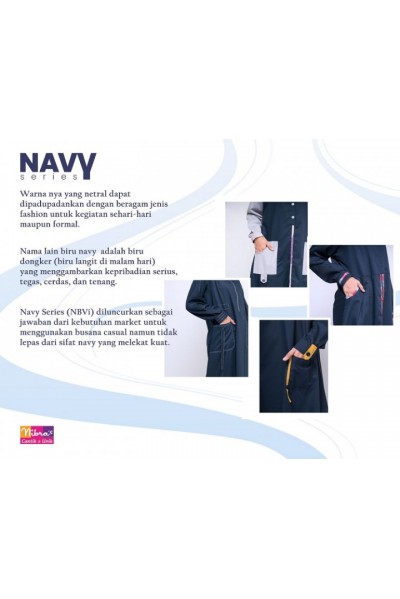 NAVY
series
Warna nya yang netral dapat
dipadupadankan dengan beragam jenis
fashion untuk kegiatan sehari-hari
maupun formal.
Nama lain biru navy adalah biru
dongker (biru langit di malam hari)
yang menggambarkan kepribadian serius,
tegas, cerdas, dan tenang.
Navy Series (NBVi) diluncurkan sebagai
jawaban dari kebutuhan market untuk
menggunakan busana casual namun tidak
lepas dari sifat navy yang melekat kuat.
Nibra's
Cantik & Unik